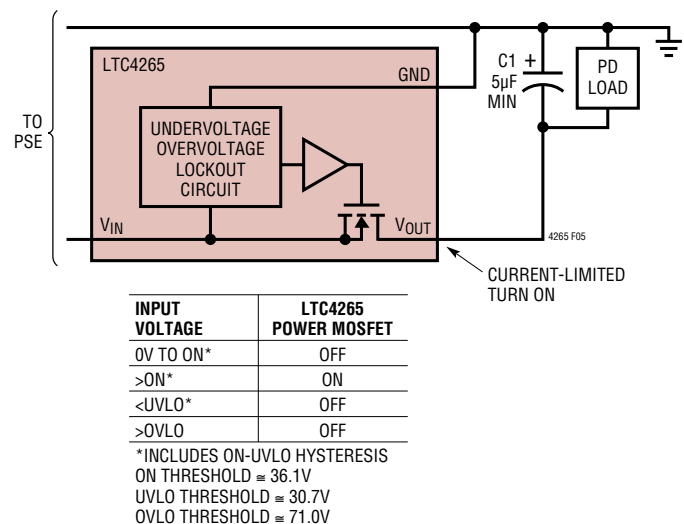 LTC4265
GND
C1 +
5µF
MIN
PD
LOAD
TO
PSE
UNDERVOLTAGE
OVERVOLTAGE
LOCKOUT
CIRCUIT
VIN
VOUT
4265 F05
CURRENT-LIMITED
TURN ON
INPUT VOLTAGE | LTC4265 POWER MOSFET
0V TO ON* | OFF
>ON* | ON
<UVLO* | OFF
>OVLO | OFF
*INCLUDES ON-UVLO HYSTERESIS
ON THRESHOLD ≅ 36.1V
UVLO THRESHOLD ≅ 30.7V
OVLO THRESHOLD ≅ 71.0V